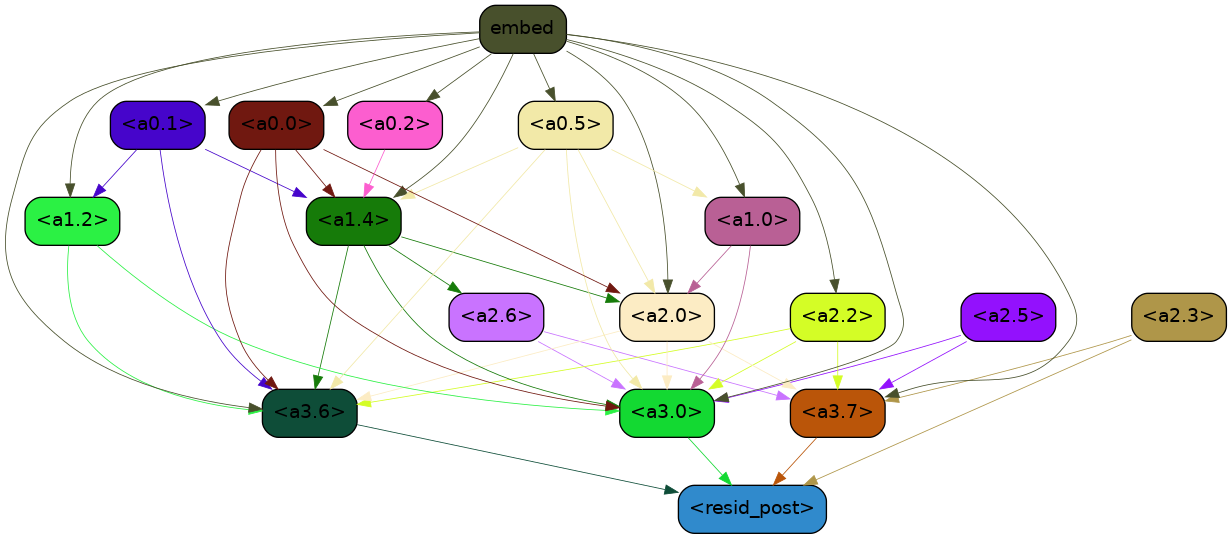 embed
<a0.1>
<a0.0>
<a0.2>
<a0.5>
<a1.2>
<a1.4>
<a1.0>
<a2.6>
<a2.0>
<a2.2>
<a2.5>
<a2.3>
<a3.6>
<a3.0>
<a3.7>
<resid_post>